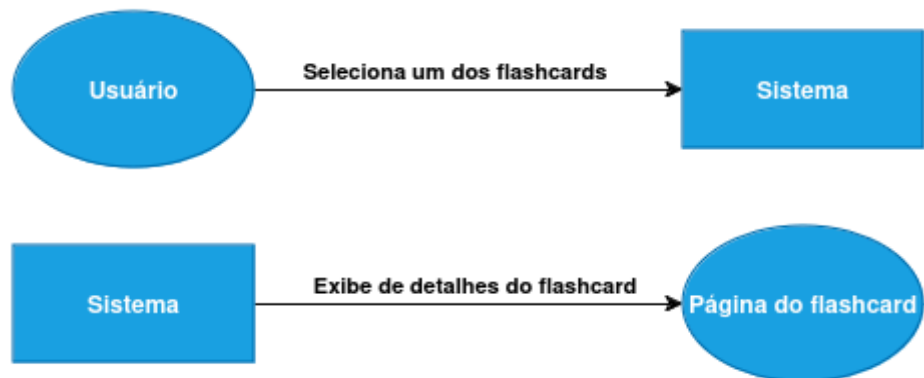 Usuário
Seleciona um dos flashcards
Sistema
Sistema
Exibe de detalhes do flashcard
Página do flashcard